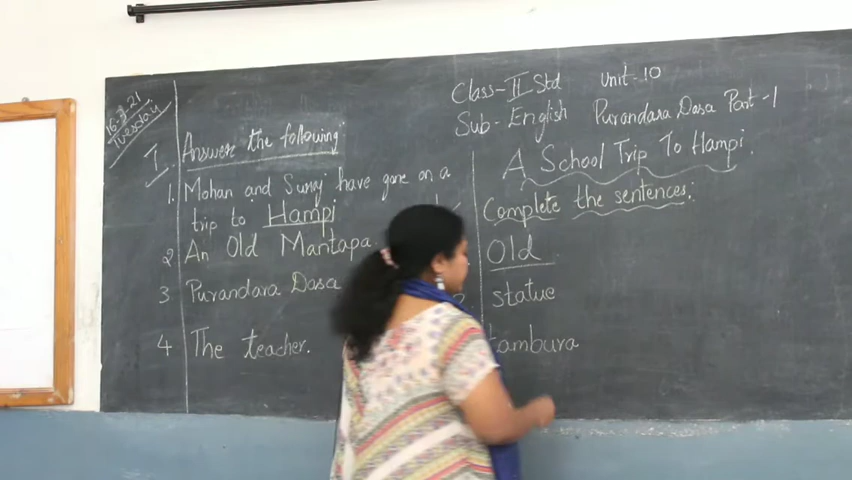 16-3-21
Tuesday
Class-II Std Unit-10
Sub-English Purandara Dasa Part-1
A School Trip To Hampi.
I. Answer the following:
1. Mohan and Suraj have gone on a
trip to Hampi
2 An Old Mantapa.
3 Purandara Dasa
4 The teacher.
Complete the sentences:
Old
statue
tambura